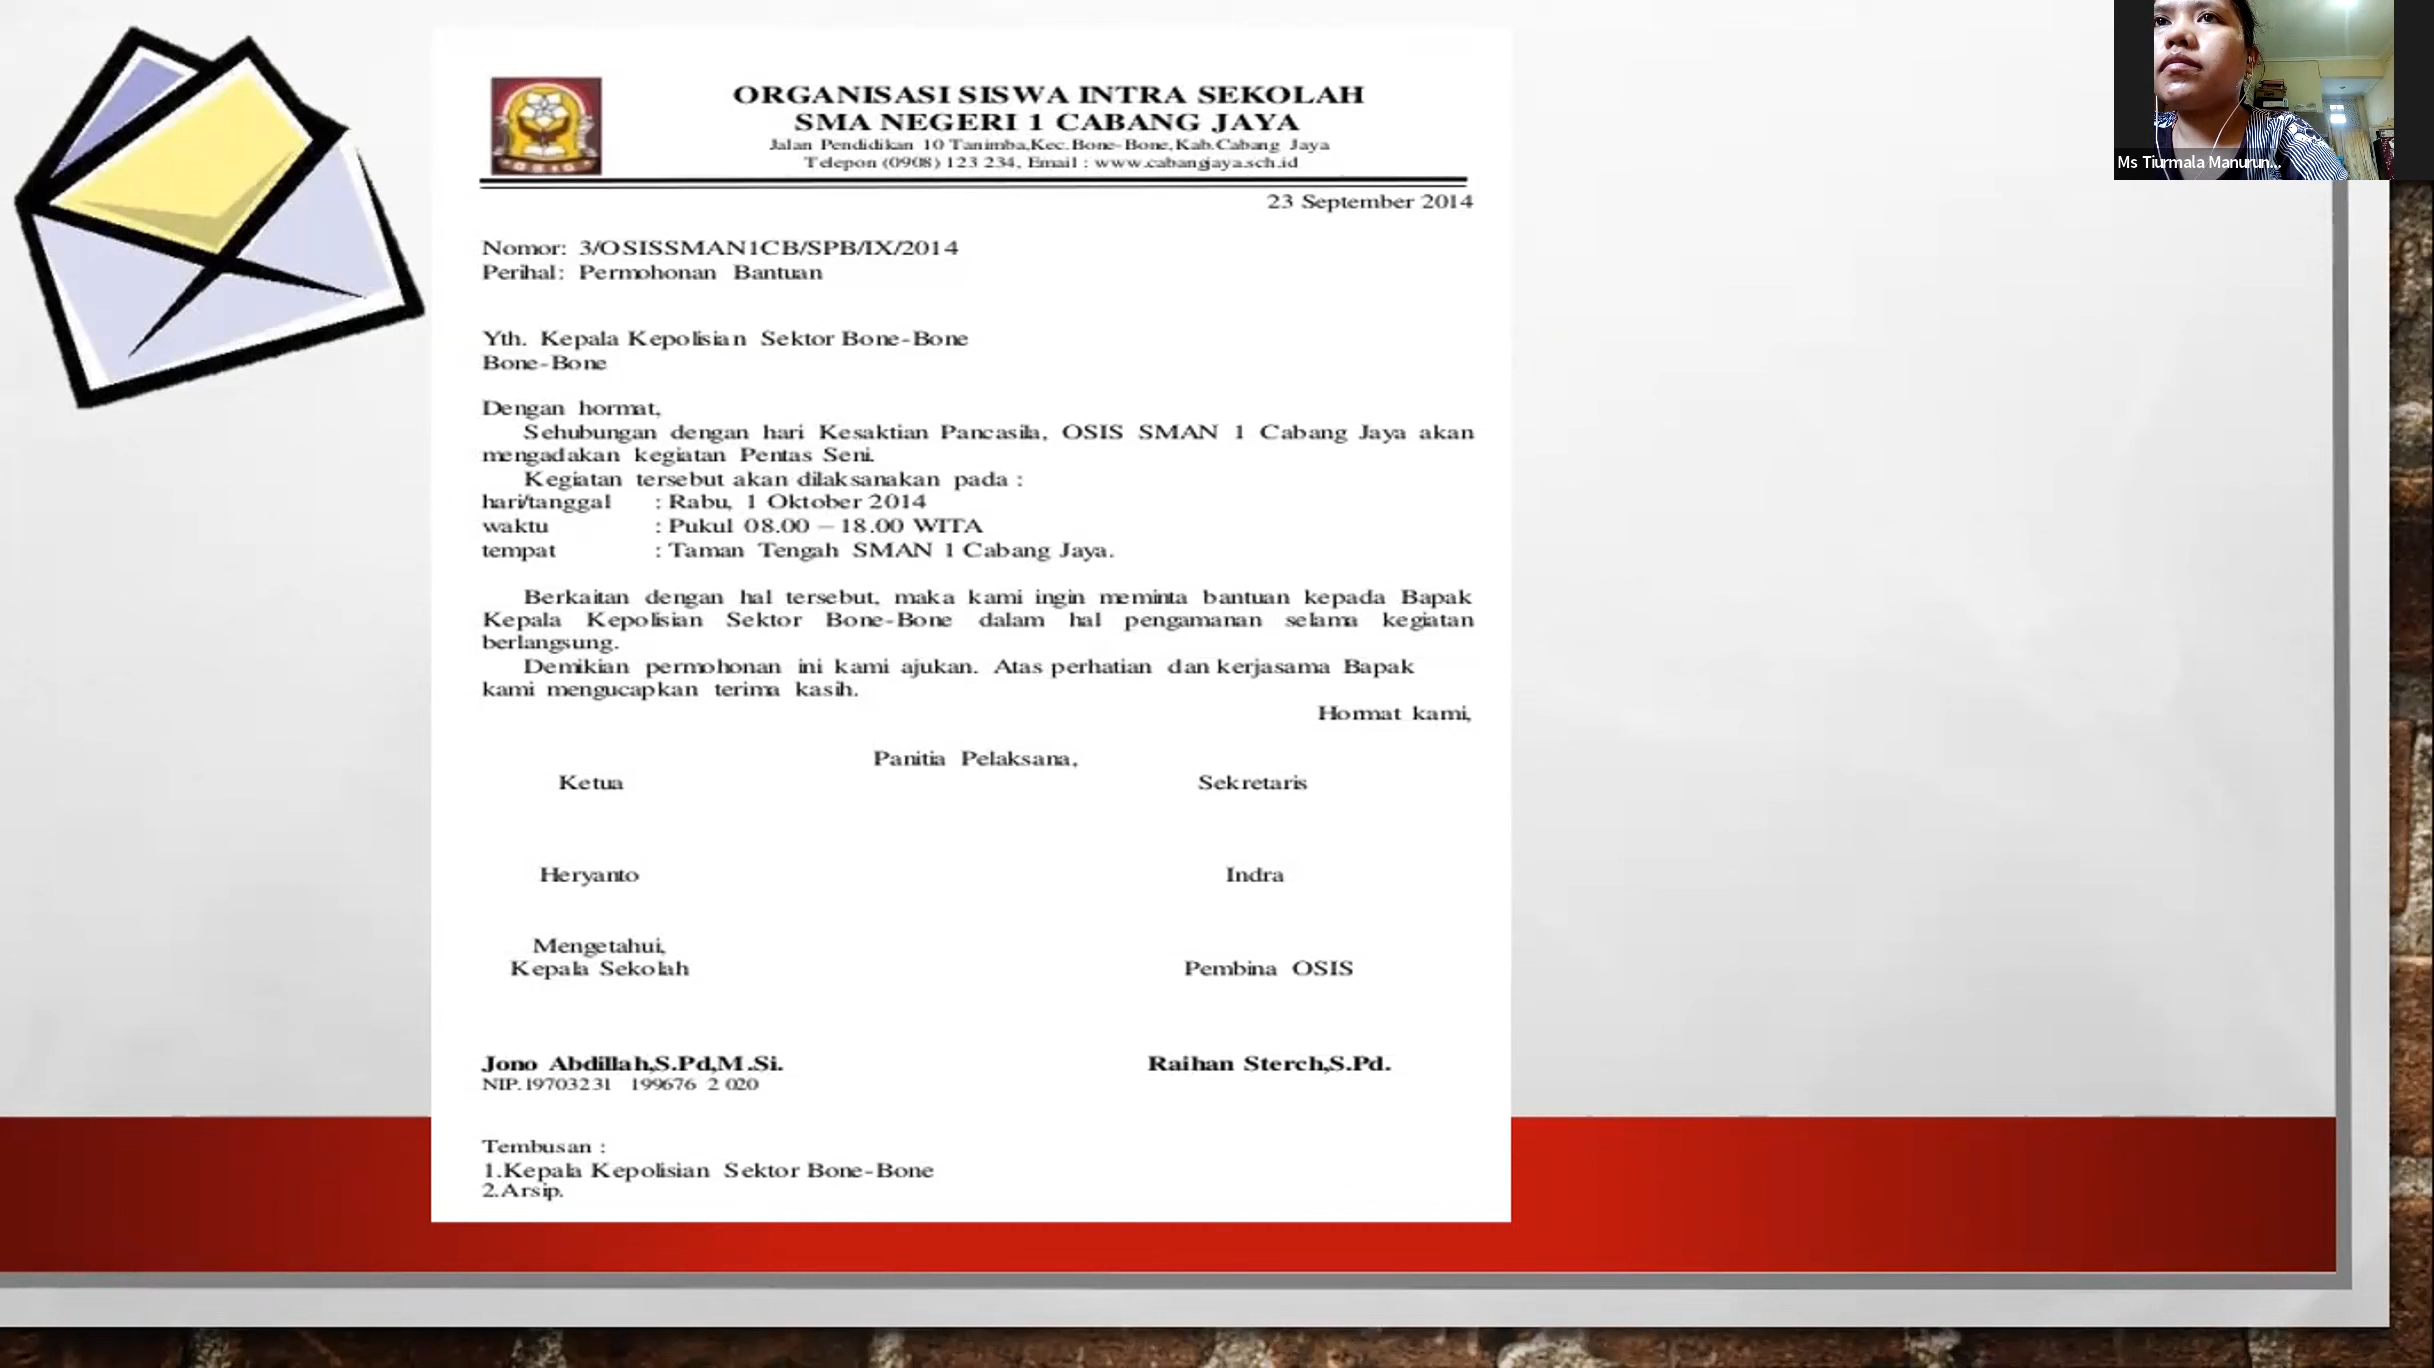 ORGANISASI SISWA INTRA SEKOLAH
SMA NEGERI 1 CABANG JAYA
Jalan Pendidikan 10 Tanimba,Kec.Bone-Bone,Kab.Cabang Jaya
Telepon (0908) 123 234, Email : www.cabangjaya.sch.id
OSIS
23 September 2014
Nomor: 3/OSISSMAN1CB/SPB/IX/2014
Perihal: Permohonan Bantuan
Yth. Kepala Kepolisian Sektor Bone-Bone
Bone-Bone
Dengan hormat,
Sehubungan dengan hari Kesaktian Pancasila, OSIS SMAN 1 Cabang Jaya akan
mengadakan kegiatan Pentas Seni.
Kegiatan tersebut akan dilaksanakan pada :
hari/tanggal : Rabu, 1 Oktober 2014
waktu : Pukul 08.00 – 18.00 WITA
tempat : Taman Tengah SMAN 1 Cabang Jaya.
Berkaitan dengan hal tersebut, maka kami ingin meminta bantuan kepada Bapak
Kepala Kepolisian Sektor Bone-Bone dalam hal pengamanan selama kegiatan
berlangsung.
Demikian permohonan ini kami ajukan. Atas perhatian dan kerjasama Bapak
kami mengucapkan terima kasih.
Hormat kami,
Panitia Pelaksana,
Ketua Sekretaris
Heryanto Indra
Mengetahui,
Kepala Sekolah Pembina OSIS
Jono Abdillah,S.Pd,M.Si. Raihan Sterch,S.Pd.
NIP.19703231 199676 2 020
Tembusan :
1.Kepala Kepolisian Sektor Bone-Bone
2.Arsip.
Ms Tiurmala Manurun...